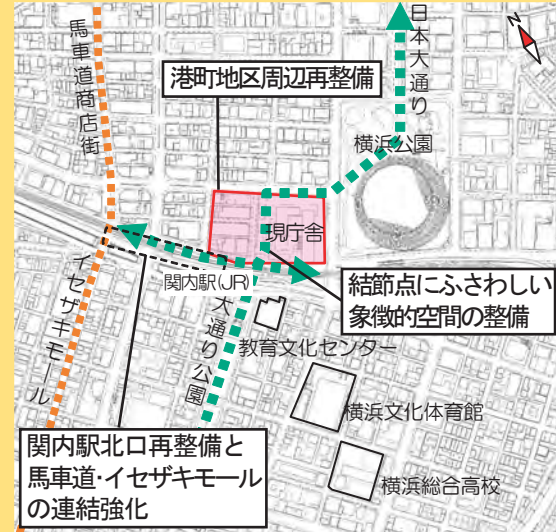 日本大通り
N
馬車道商店街
港町地区周辺再整備
横浜公園
現庁舎
関内駅(JR)
結節点にふさわしい
象徴的空間の整備
イセザキモール
大通り公園
教育文化センター
横浜文化体育館
関内駅北口再整備と
馬車道・イセザキモール
の連結強化
横浜総合高校